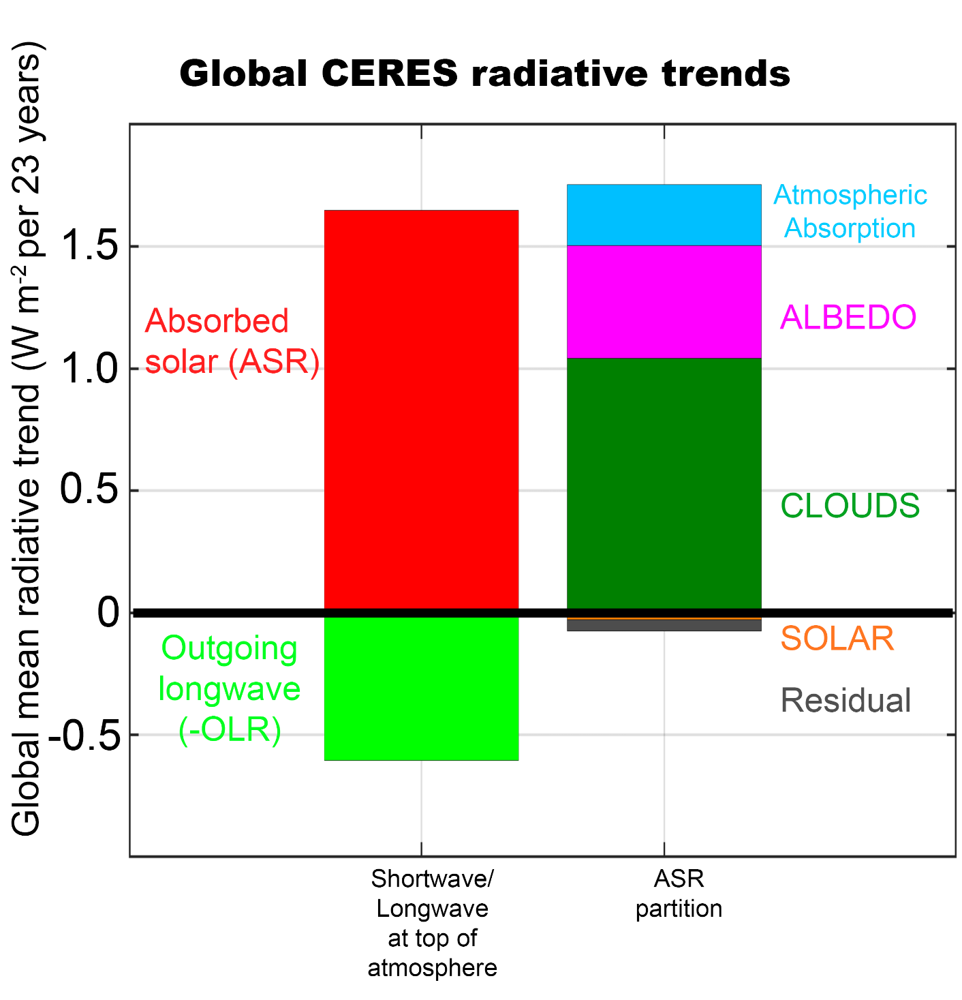 Global CERES radiative trends
Global mean radiative trend (W m-2 per 23 years)
1.5
1.0
0.5
0
-0.5
Absorbed
solar (ASR)
Outgoing
longwave
(-OLR)
Atmospheric
Absorption
ALBEDO
CLOUDS
SOLAR
Residual
Shortwave/
Longwave
at top of
atmosphere
ASR
partition